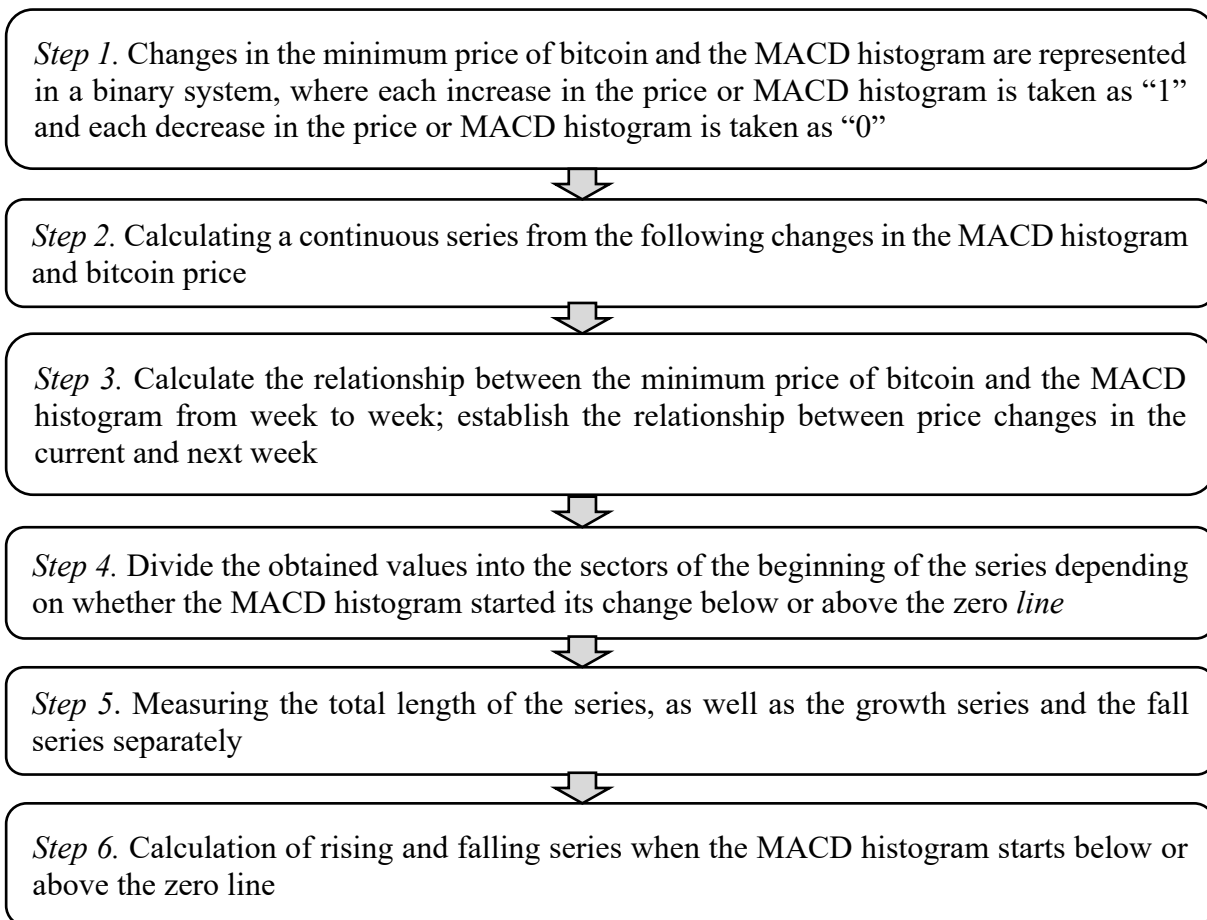 Step 1. Changes in the minimum price of bitcoin and the MACD histogram are represented
in a binary system, where each increase in the price or MACD histogram is taken as “1”
and each decrease in the price or MACD histogram is taken as “0”
Step 2. Calculating a continuous series from the following changes in the MACD histogram
and bitcoin price
Step 3. Calculate the relationship between the minimum price of bitcoin and the MACD
histogram from week to week; establish the relationship between price changes in the
current and next week
Step 4. Divide the obtained values into the sectors of the beginning of the series depending
on whether the MACD histogram started its change below or above the zero line
Step 5. Measuring the total length of the series, as well as the growth series and the fall
series separately
Step 6. Calculation of rising and falling series when the MACD histogram starts below or
above the zero line